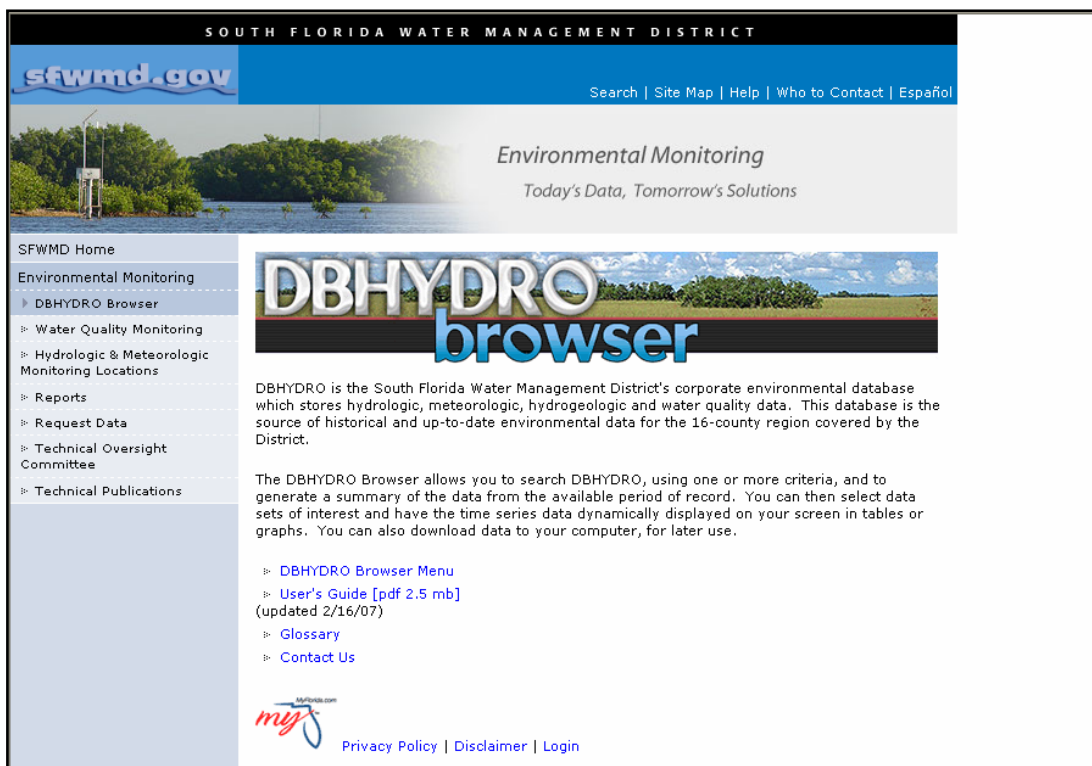 SOUTH FLORIDA WATER MANAGEMENT DISTRICT
sfwmd.gov
Search | Site Map | Help | Who to Contact | Español
Environmental Monitoring
Today's Data, Tomorrow's Solutions
SFWMD Home
Environmental Monitoring
DBHYDRO Browser
Water Quality Monitoring
Hydrologic & Meteorologic
Monitoring Locations
Reports
Request Data
Technical Oversight
Committee
Technical Publications
DBHYDRO
browser
DBHYDRO is the South Florida Water Management District's corporate environmental database
which stores hydrologic, meteorologic, hydrogeologic and water quality data.  This database is the
source of historical and up-to-date environmental data for the 16-county region covered by the
District.
The DBHYDRO Browser allows you to search DBHYDRO, using one or more criteria, and to
generate a summary of the data from the available period of record.  You can then select data
sets of interest and have the time series data dynamically displayed on your screen in tables or
graphs.  You can also download data to your computer, for later use.
DBHYDRO Browser Menu
User's Guide [pdf 2.5 mb]
(updated 2/16/07)
Glossary
Contact Us
MyFlorida.com
my
Privacy Policy | Disclaimer | Login